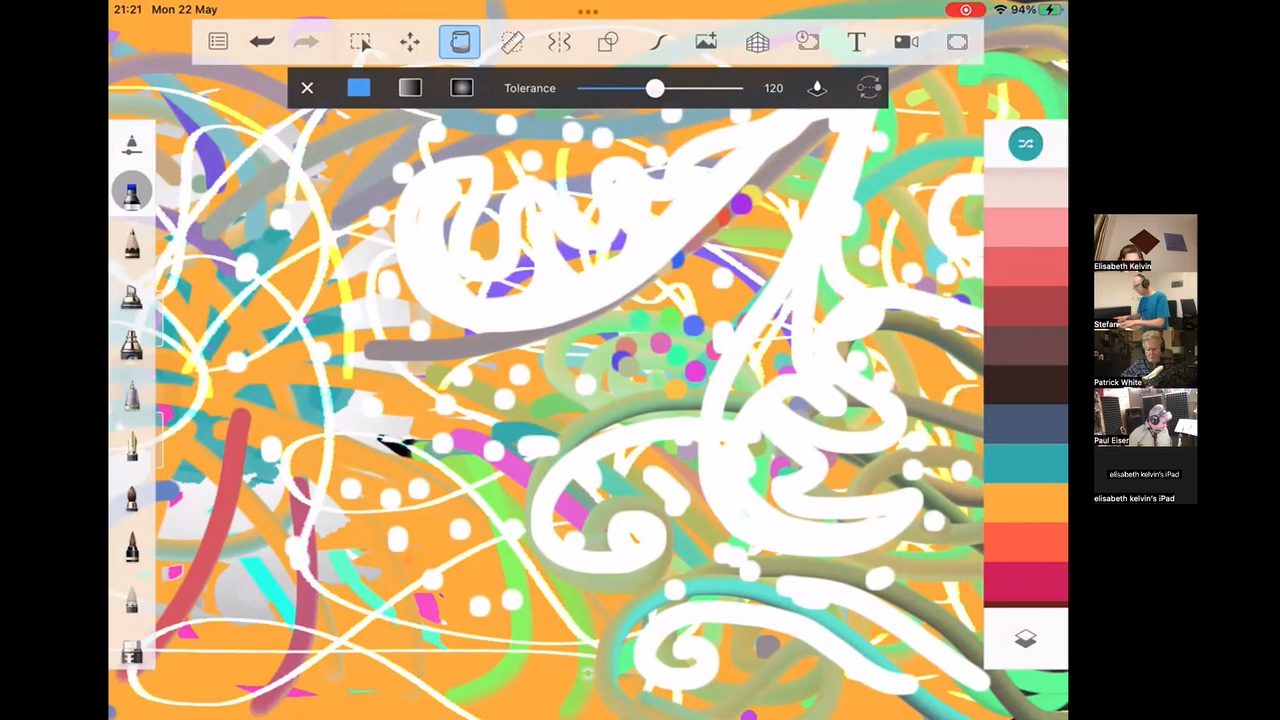 21:21 Mon 22 May
94%
T
Tolerance
120
Elisabeth Kelvin
Stefan
Patrick White
Paul Eiser
elisabeth kelvin's iPad
elisabeth kelvin's iPad